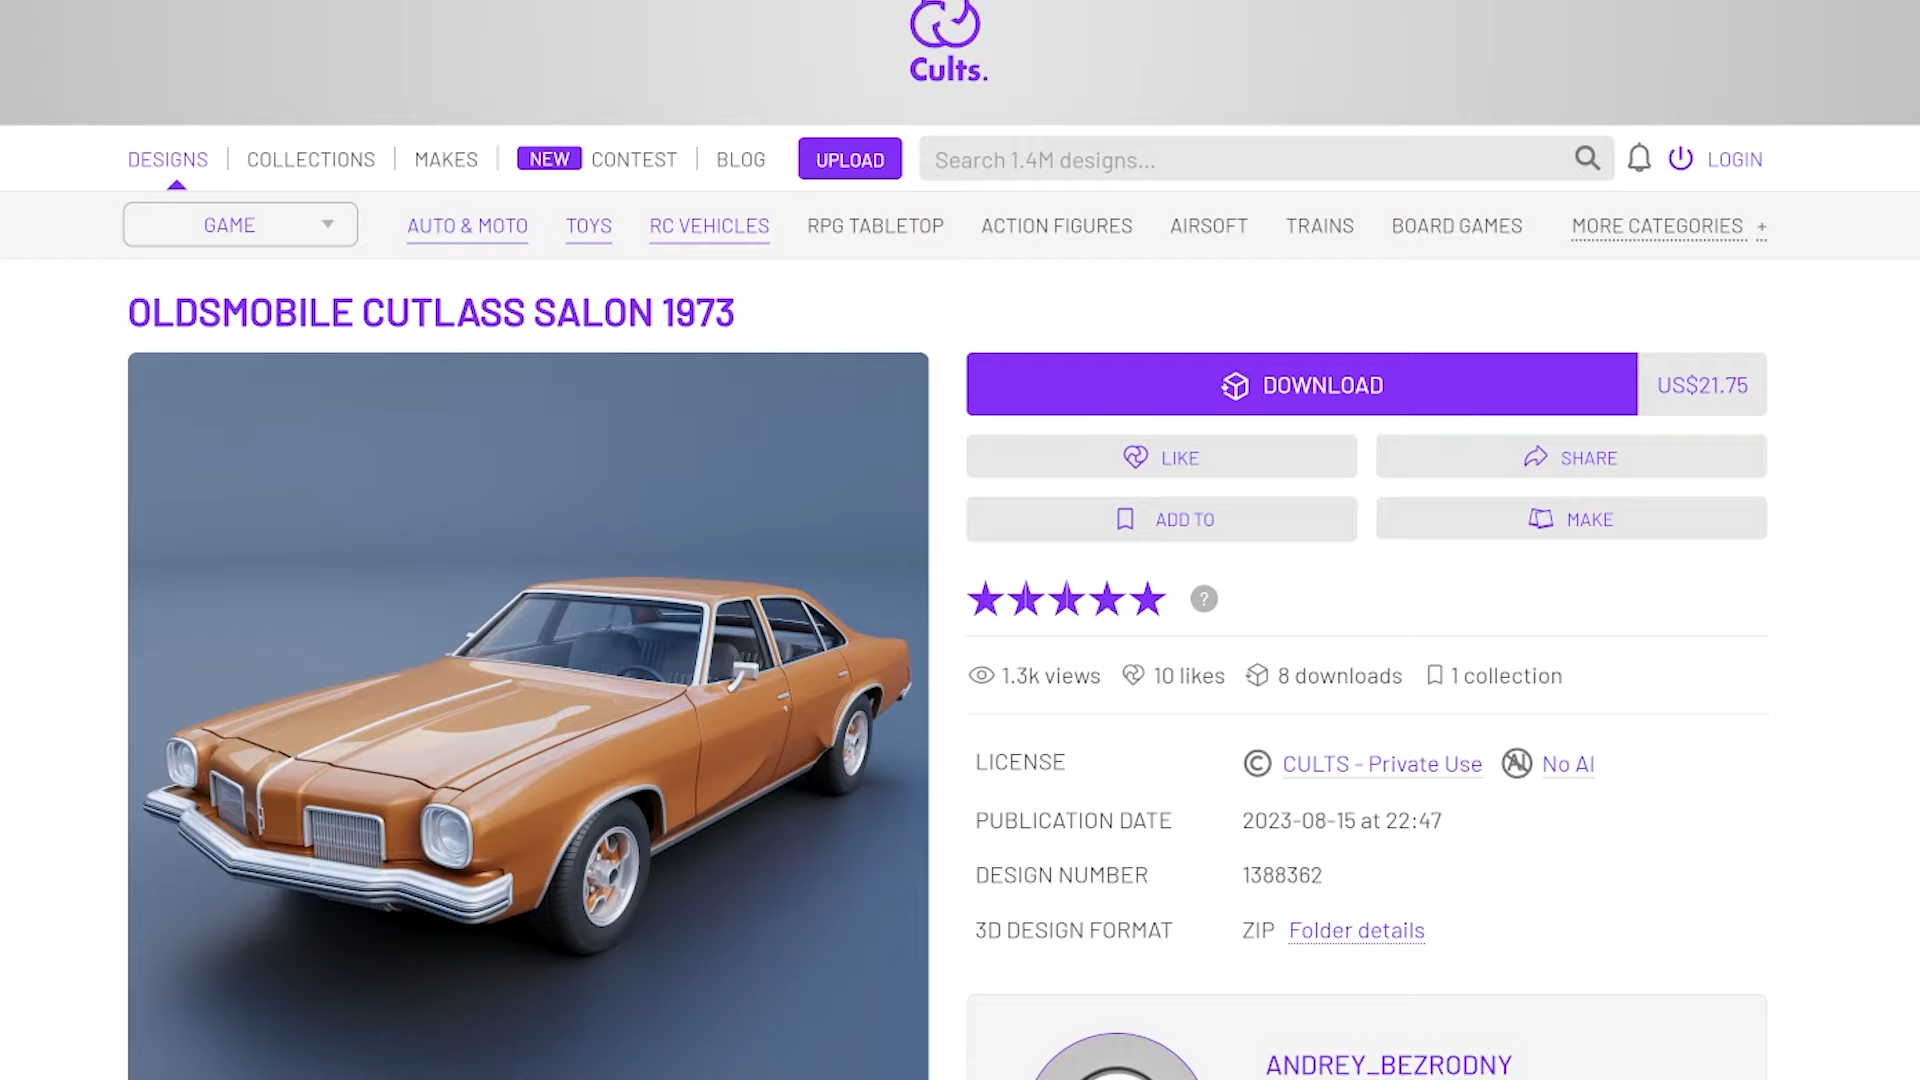 Cults.
DESIGNS COLLECTIONS MAKES NEW CONTEST BLOG UPLOAD Search 1.4M designs... LOGIN
GAME AUTO & MOTO TOYS RC VEHICLES RPG TABLETOP ACTION FIGURES AIRSOFT TRAINS BOARD GAMES MORE CATEGORIES +
OLDSMOBILE CUTLASS SALON 1973
DOWNLOAD US$21.75
LIKE SHARE
ADD TO MAKE
?
1.3k views 10 likes 8 downloads 1 collection
LICENSE © CULTS - Private Use No AI
PUBLICATION DATE 2023-08-15 at 22:47
DESIGN NUMBER 1388362
3D DESIGN FORMAT ZIP Folder details
ANDREY_BEZRODNY